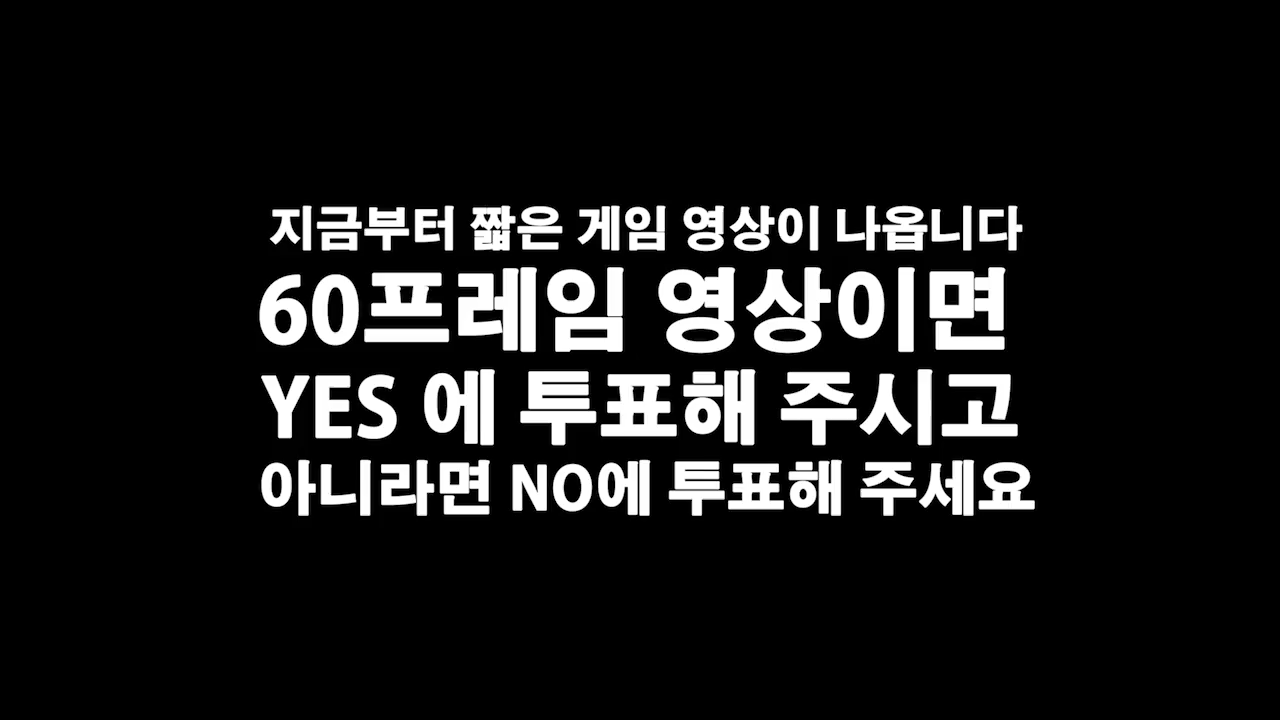 지금부터 짧은 게임 영상이 나옵니다
60프레임 영상이면
YES 에 투표해 주시고
아니라면 NO에 투표해 주세요